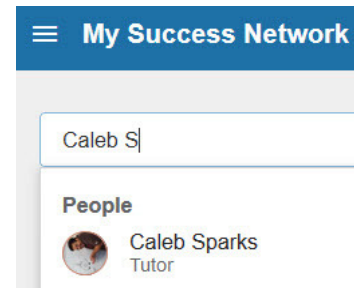 My Success Network
Caleb S
People
Caleb Sparks
Tutor